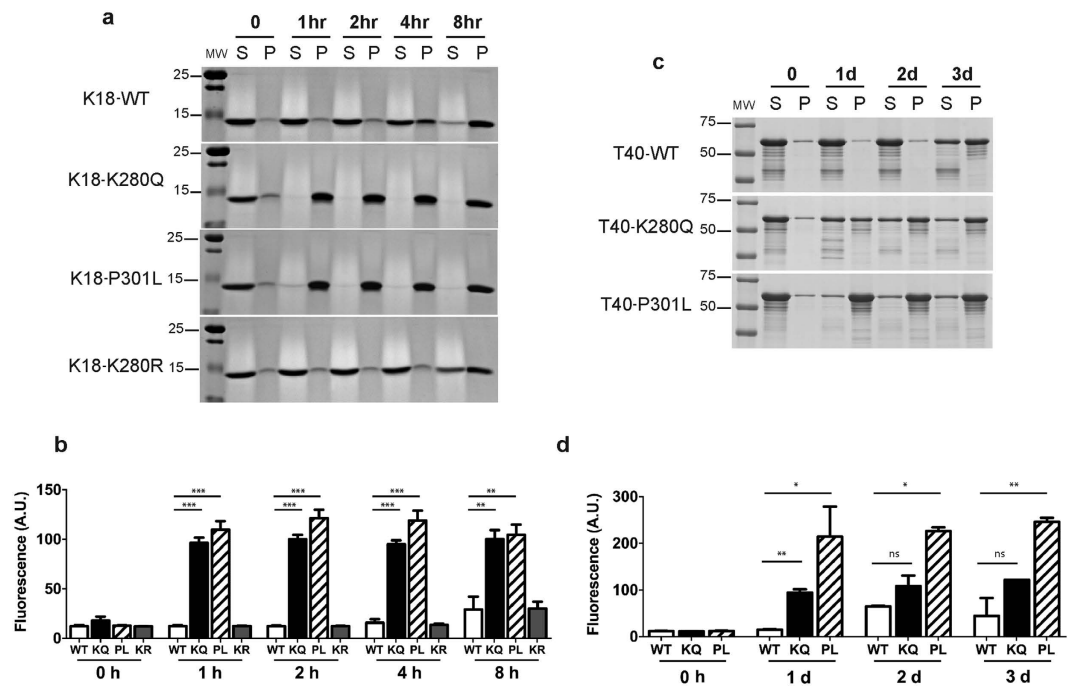 a
0 1hr 2hr 4hr 8hr
MW S P S P S P S P S P
K18-WT
25
15
K18-K280Q
25
15
K18-P301L
25
15
K18-K280R
25
15
c
0 1d 2d 3d
MW S P S P S P S P
T40-WT
75
50
T40-K280Q
75
50
T40-P301L
75
50
b
Fluorescence (A.U.)
150
100
50
0
*** *** *** **
*** *** *** **
WT KQ PL KR WT KQ PL KR WT KQ PL KR WT KQ PL KR WT KQ PL KR
0 h 1 h 2 h 4 h 8 h
d
Fluorescence (A.U.)
300
200
100
0
* * **
** ns ns
WT KQ PL WT KQ PL WT KQ PL WT KQ PL
0 h 1 d 2 d 3 d